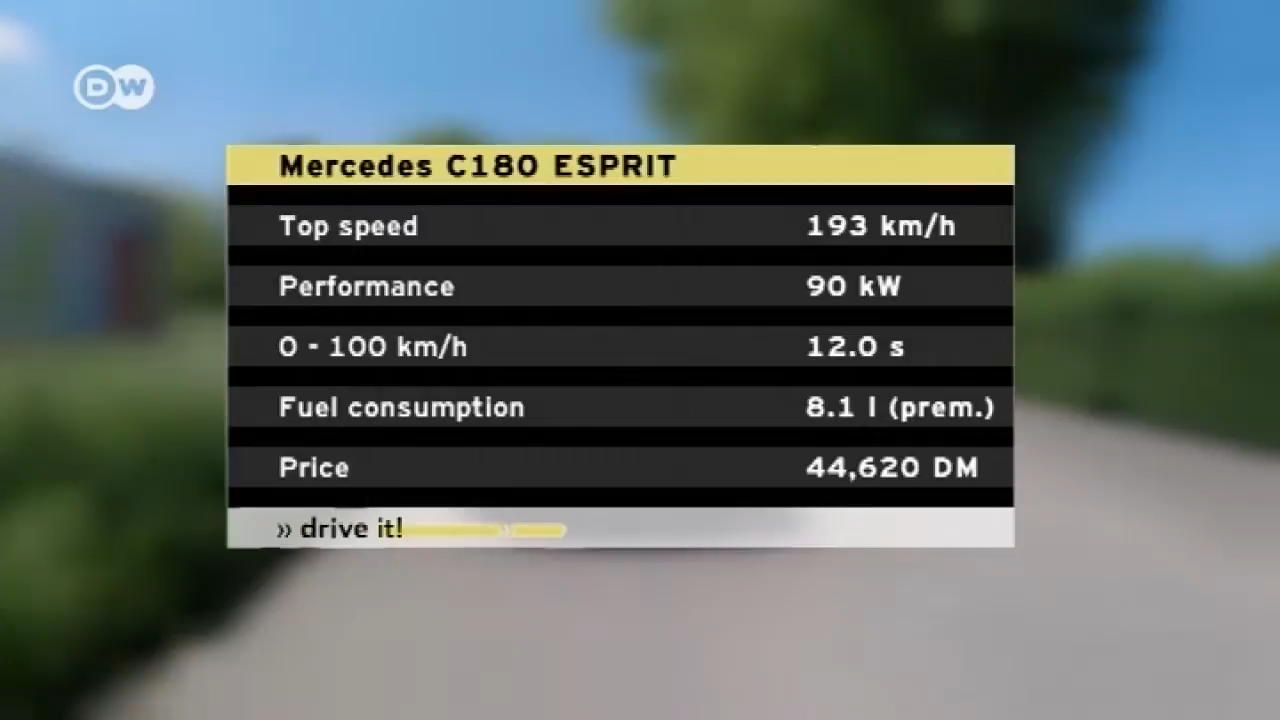 DW
Mercedes C180 ESPRIT
Top speed 193 km/h
Performance 90 kW
0 - 100 km/h 12.0 s
Fuel consumption 8.1 l (prem.)
Price 44,620 DM
» drive it!